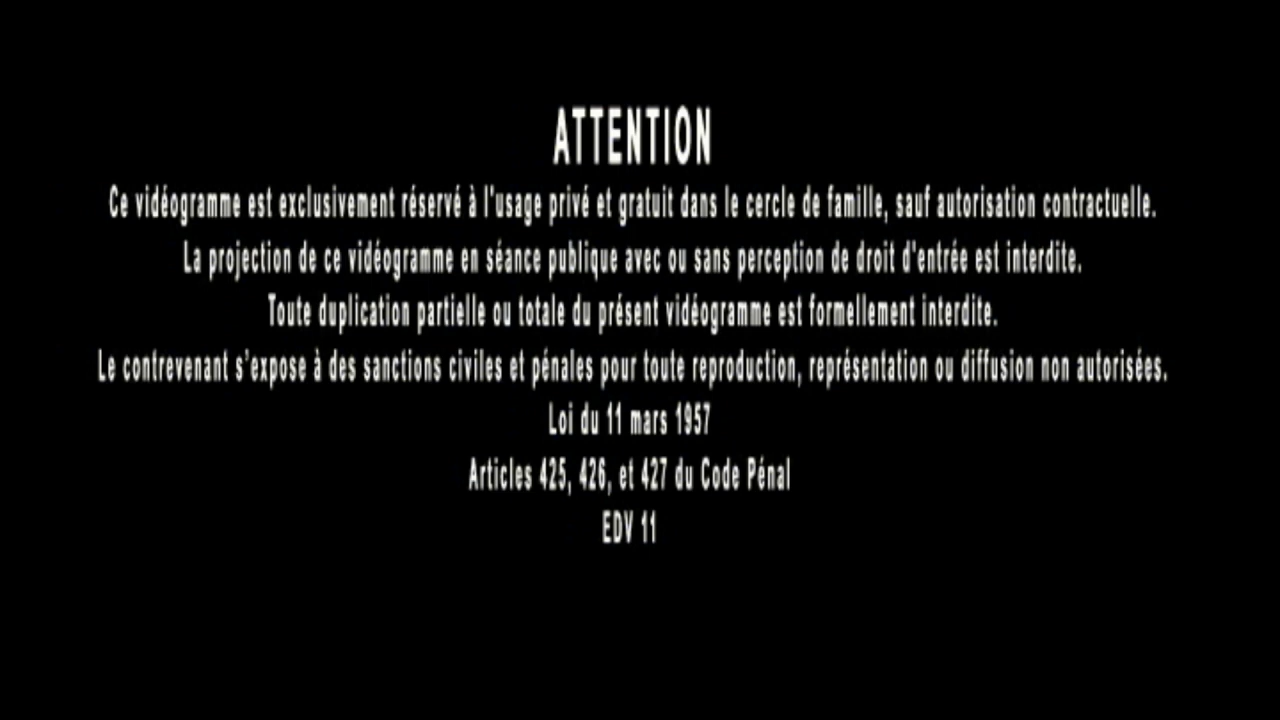 ATTENTION
Ce vidéogramme est exclusivement réservé à l'usage privé et gratuit dans le cercle de famille, sauf autorisation contractuelle.
La projection de ce vidéogramme en séance publique avec ou sans perception de droit d'entrée est interdite.
Toute duplication partielle ou totale du présent vidéogramme est formellement interdite.
Le contrevenant s'expose à des sanctions civiles et pénales pour toute reproduction, représentation ou diffusion non autorisées.
Loi du 11 mars 1957
Articles 425, 426, et 427 du Code Pénal
EDV 11